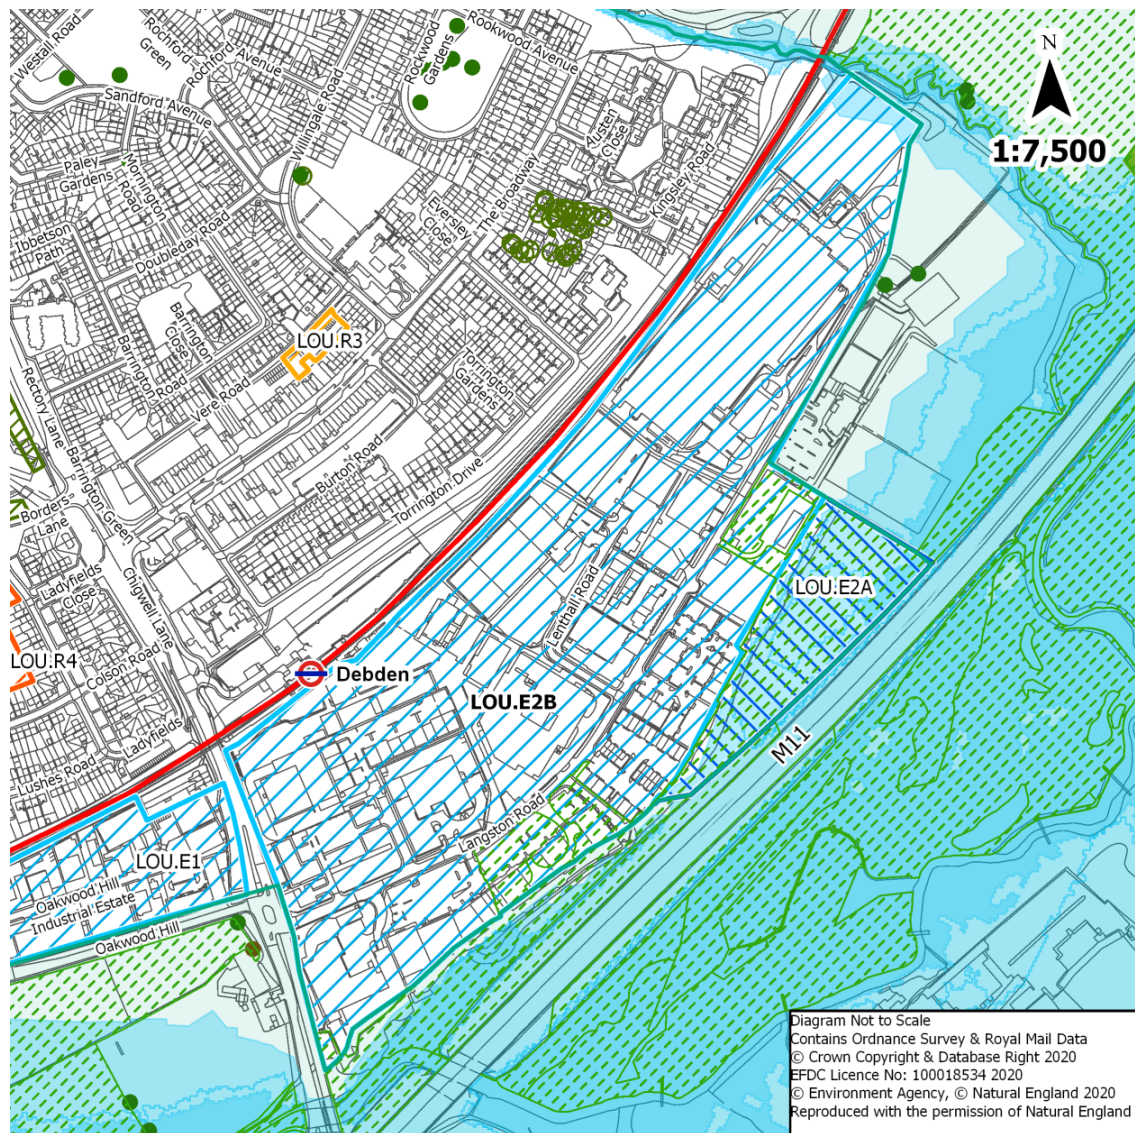 Westall Road
Rochford
Green
Rochford Avenue
Sandford Avenue
Willingale Road
Rockwood
Gardens
Rookwood Avenue
Austen
Close
Kingsley Road
N
1:7,500
Paley
Gardens
Mornington
Road
Doubleday Road
Eversley
Close
The Broadway
Ibbetson
Path
Barrington
Close
Barrington
Road
LOU.R3
Vere Road
Torrington
Gardens
Rectory Lane
Barrington Green
Burton Road
Torrington Drive
Borders
Lane
Ladyfields
Close
Chigwell Lane
Colson Road
LOU.R4
Ladyfields
Lushes Road
Debden
Lenthall Road
LOU.E2A
LOU.E2B
M11
Langston Road
LOU.E1
Oakwood Hill
Industrial Estate
Oakwood Hill
Diagram Not to Scale
Contains Ordnance Survey & Royal Mail Data
© Crown Copyright & Database Right 2020
EFDC Licence No: 100018534 2020
© Environment Agency, © Natural England 2020
Reproduced with the permission of Natural England